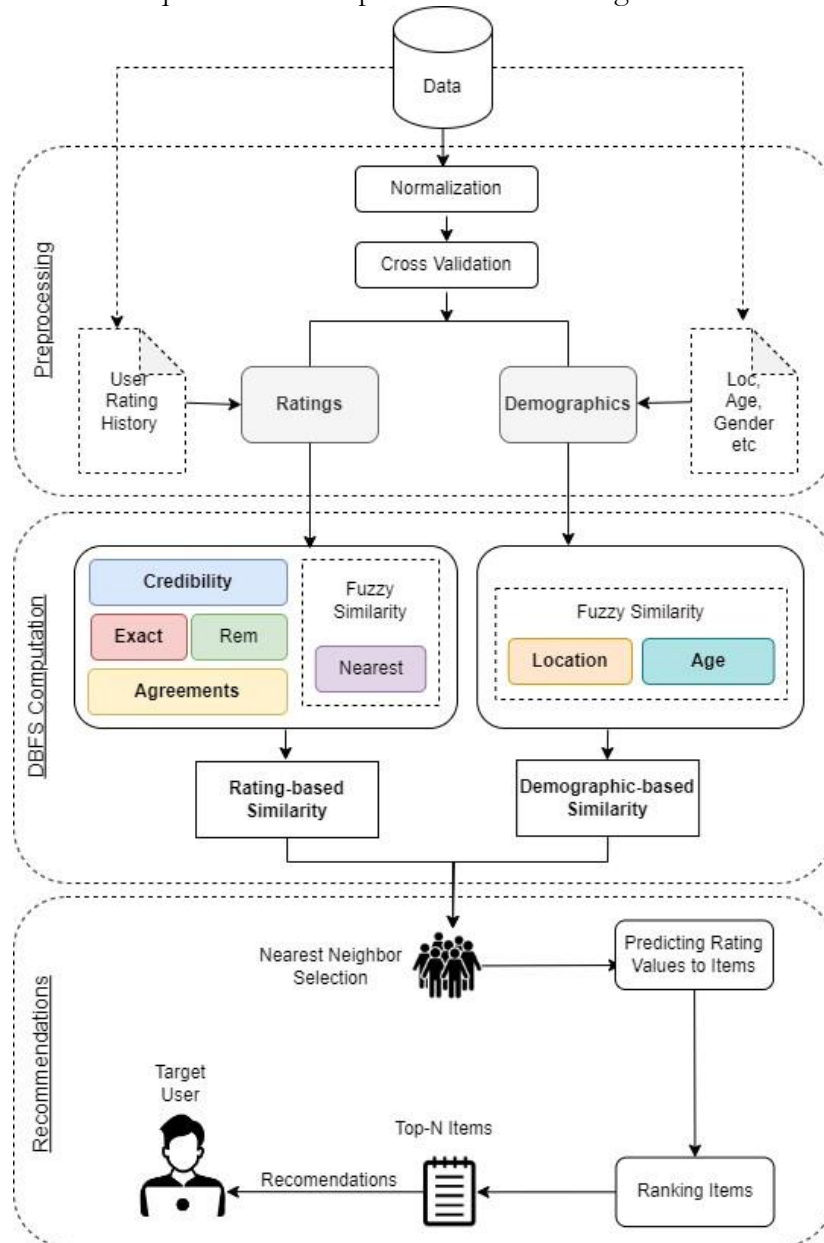 Data
Normalization
Cross Validation
Preprocessing
User
Rating
History
Ratings
Demographics
Loc,
Age,
Gender
etc
DBFS Computation
Credibility
Exact
Rem
Agreements
Fuzzy
Similarity
Nearest
Fuzzy Similarity
Location
Age
Rating-based
Similarity
Demographic-based
Similarity
Recommendations
Nearest Neighbor
Selection
Predicting Rating
Values to Items
Target
User
Top-N Items
Recomendations
Ranking Items